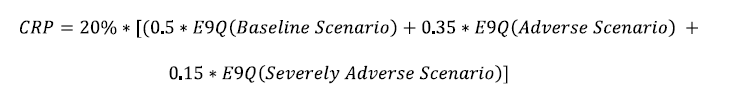 CRP = 20% * [(0.5 * E9Q(Baseline Scenario) + 0.35 * E9Q(Adverse Scenario) +
0.15 * E9Q(Severely Adverse Scenario)]